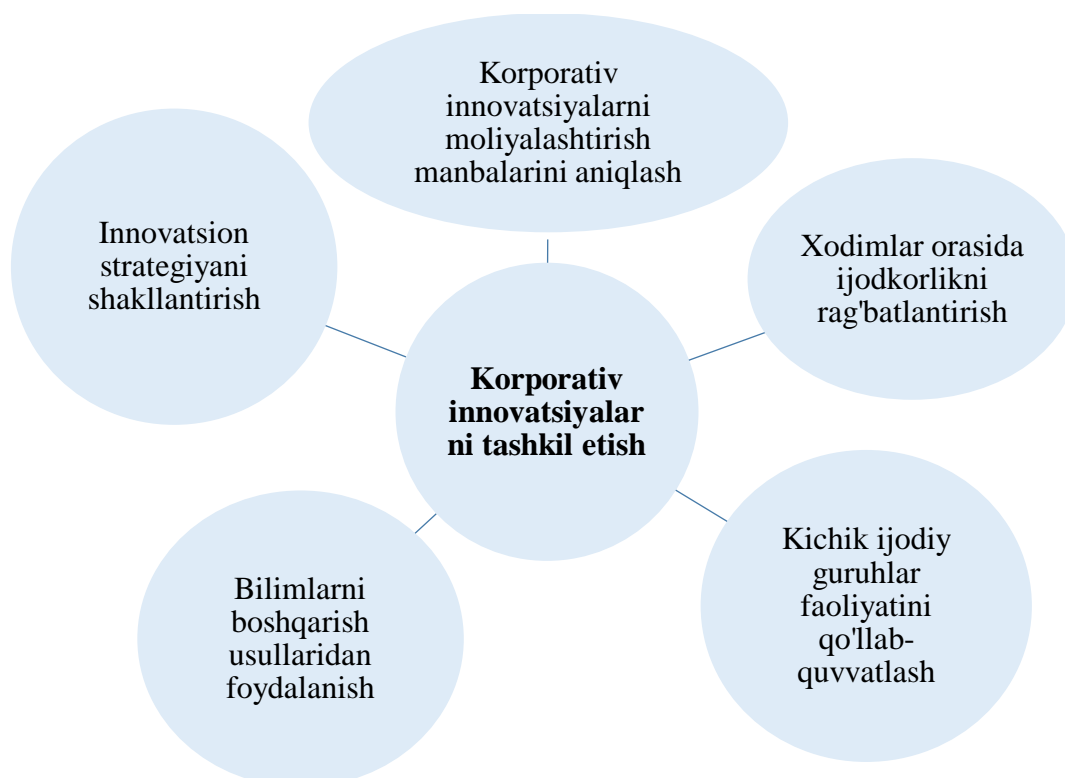 Korporativ
innovatsiyalarni
moliyalashtirish
manbalarini aniqlash
Innovatsion
strategiyani
shakllantirish
Xodimlar orasida
ijodkorlikni
rag'batlantirish
Korporativ
innovatsiyalar
ni tashkil etish
Bilimlarni
boshqarish
usullaridan
foydalanish
Kichik ijodiy
guruhlar
faoliyatini
qo'llab-
quvvatlash